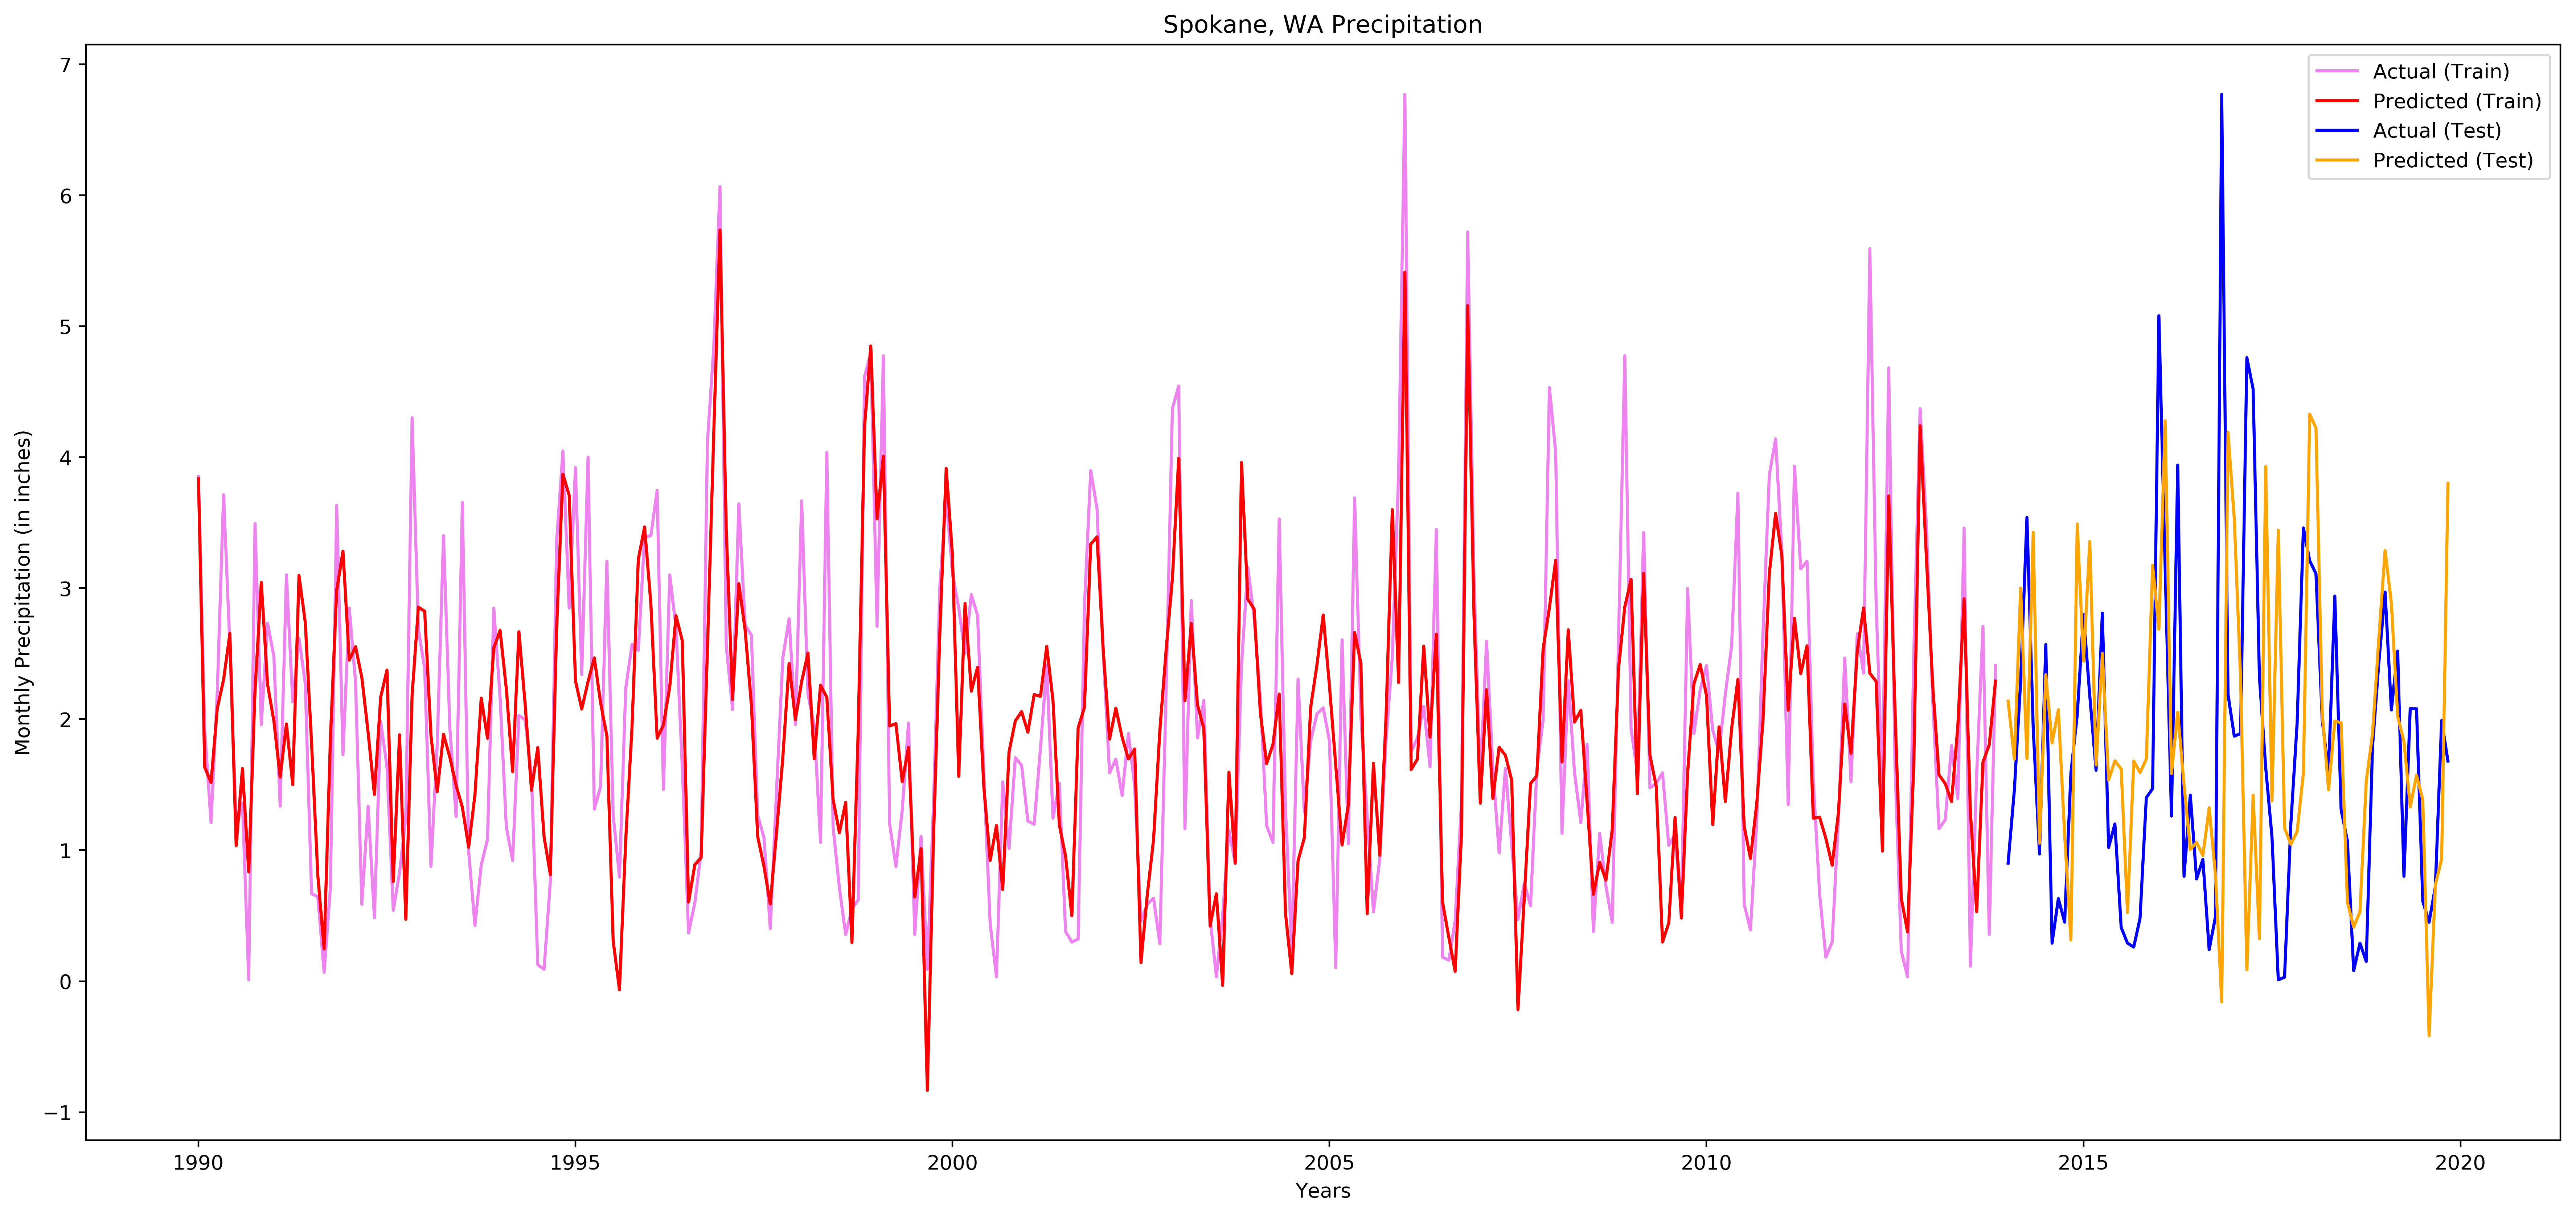 Spokane, WA Precipitation
Actual (Train)
Predicted (Train)
Actual (Test)
Predicted (Test)
Monthly Precipitation (in inches)
7
6
5
4
3
2
1
0
−1
1990 1995 2000 2005 2010 2015 2020
Years